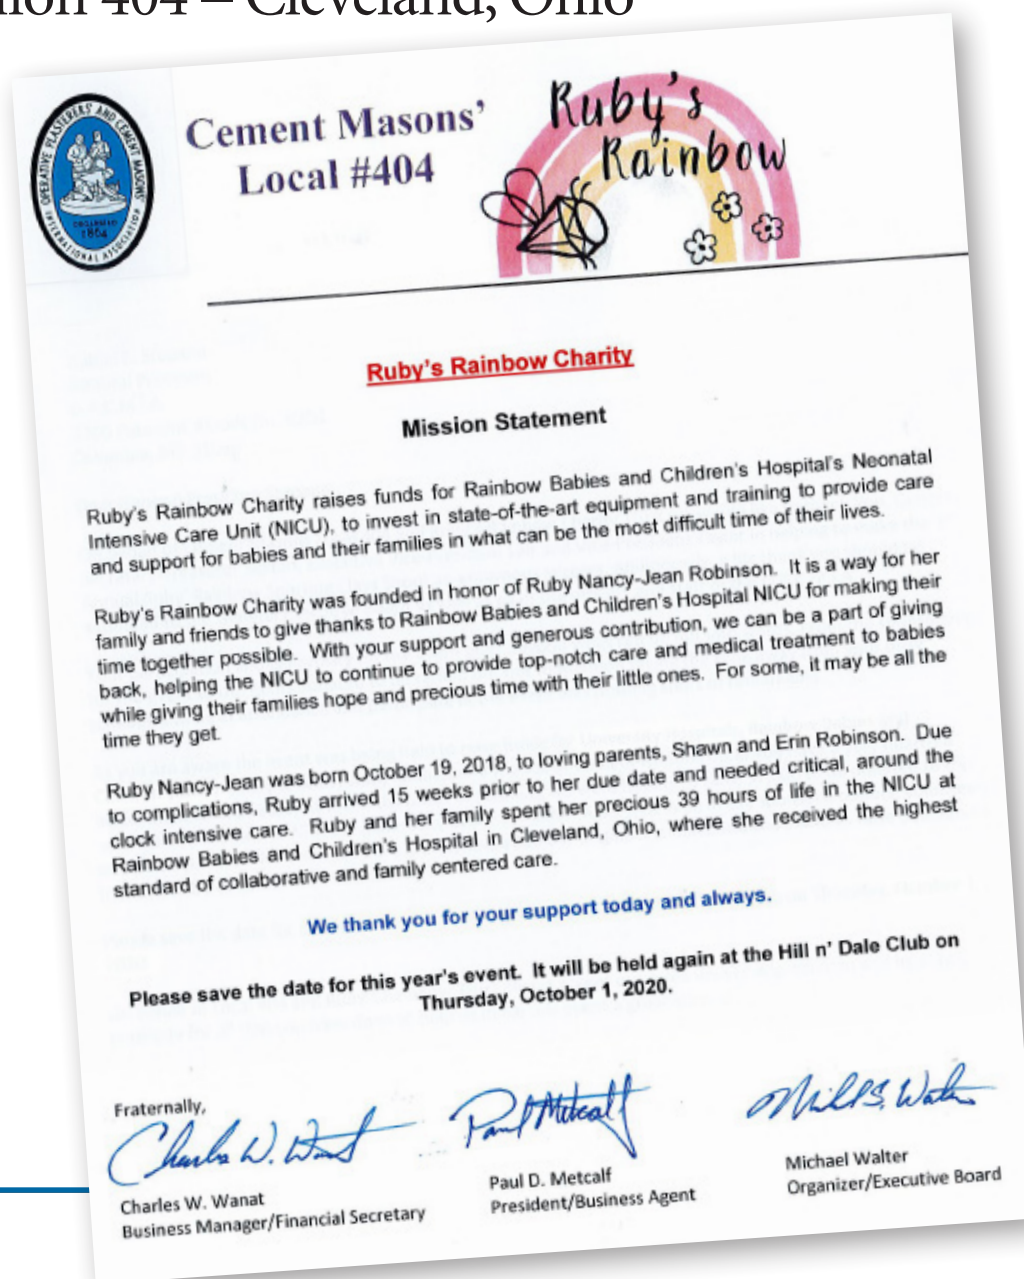 404 – Cleveland, Ohio
OPERATIVE PLASTERERS' AND CEMENT MASONS'
INTERNATIONAL ASSOCIATION
ORGANIZED
1864
Cement Masons'
Local #404
Ruby's
Rainbow
Ruby's Rainbow Charity
Mission Statement
Ruby's Rainbow Charity raises funds for Rainbow Babies and Children's Hospital's Neonatal
Intensive Care Unit (NICU), to invest in state-of-the-art equipment and training to provide care
and support for babies and their families in what can be the most difficult time of their lives.
Ruby's Rainbow Charity was founded in honor of Ruby Nancy-Jean Robinson. It is a way for her
family and friends to give thanks to Rainbow Babies and Children's Hospital NICU for making their
time together possible. With your support and generous contribution, we can be a part of giving
back, helping the NICU to continue to provide top-notch care and medical treatment to babies
while giving their families hope and precious time with their little ones. For some, it may be all the
time they get.
Ruby Nancy-Jean was born October 19, 2018, to loving parents, Shawn and Erin Robinson. Due
to complications, Ruby arrived 15 weeks prior to her due date and needed critical, around the
clock intensive care. Ruby and her family spent her precious 39 hours of life in the NICU at
Rainbow Babies and Children's Hospital in Cleveland, Ohio, where she received the highest
standard of collaborative and family centered care.
We thank you for your support today and always.
Please save the date for this year's event. It will be held again at the Hill n' Dale Club on
Thursday, October 1, 2020.
Fraternally,
Charles W. Wanat
Paul Metcalf
Michael S. Walter
Charles W. Wanat
Business Manager/Financial Secretary
Paul D. Metcalf
President/Business Agent
Michael Walter
Organizer/Executive Board